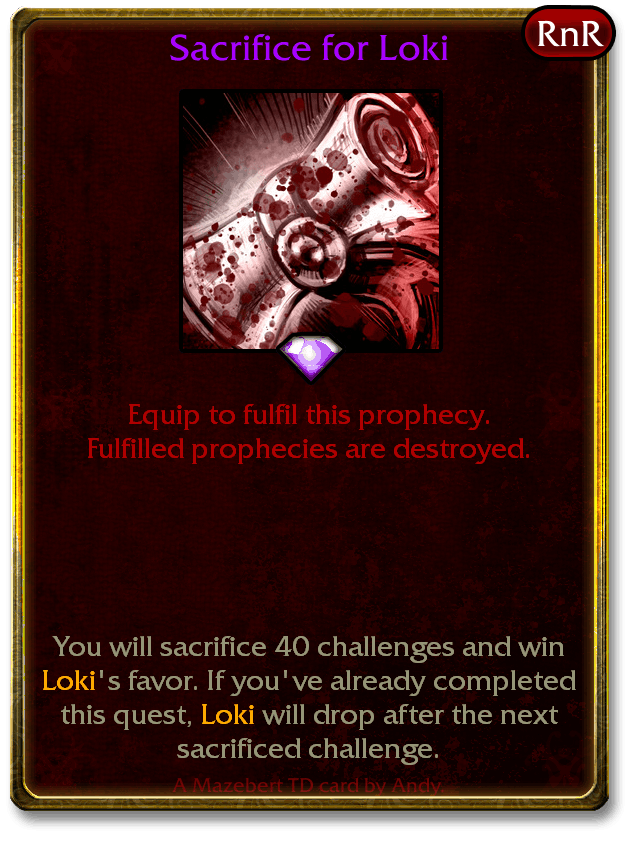 RnR
Sacrifice for Loki
Equip to fulfil this prophecy.
Fulfilled prophecies are destroyed.
You will sacrifice 40 challenges and win
Loki's favor. If you've already completed
this quest, Loki will drop after the next
sacrificed challenge.
A Mazebert TD card by Andy.